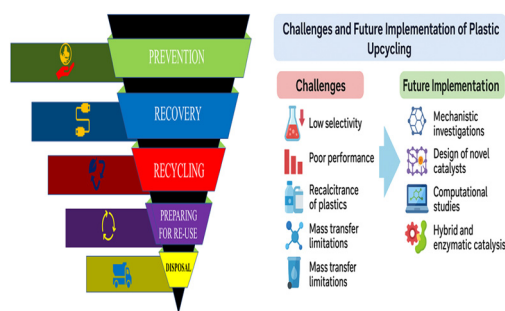 PREVENTION
RECOVERY
RECYCLING
PREPARING
FOR RE-USE
DISPOSAL
Challenges and Future Implementation of Plastic
Upcycling
Challenges
Low selectivity
Poor performance
Recalcitrance
of plastics
Mass transfer
limitations
Mass transfer
limitations
Future Implementation
Mechanistic
investigations
Design of novel
catalysts
Computational
studies
Hybrid and
enzymatic catalysis